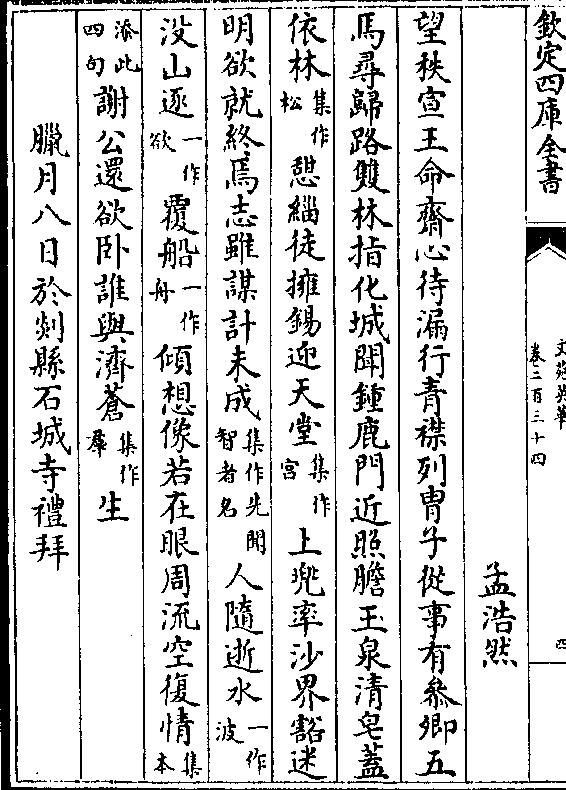 欽定四庫全書
文苑英華
卷二百三十四
四
孟浩然
望秩宣王命齋心待漏行青襟列胄子從事有叅卿五
馬尋歸路雙林指化城聞鍾鹿門近照膽玉泉清皂蓋
依林集作松憇緇徒擁錫迎天堂集作宫上兜率沙界豁迷
明欲就終焉志雖謀計未成集作先聞智者名人隨逝水一作波
没山逐一作欲覆船一作舟傾想像若在眼周流空復情集本
添此四句謝公還欲卧誰與濟蒼集作羣生
臘月八日於剡縣石城寺禮拜